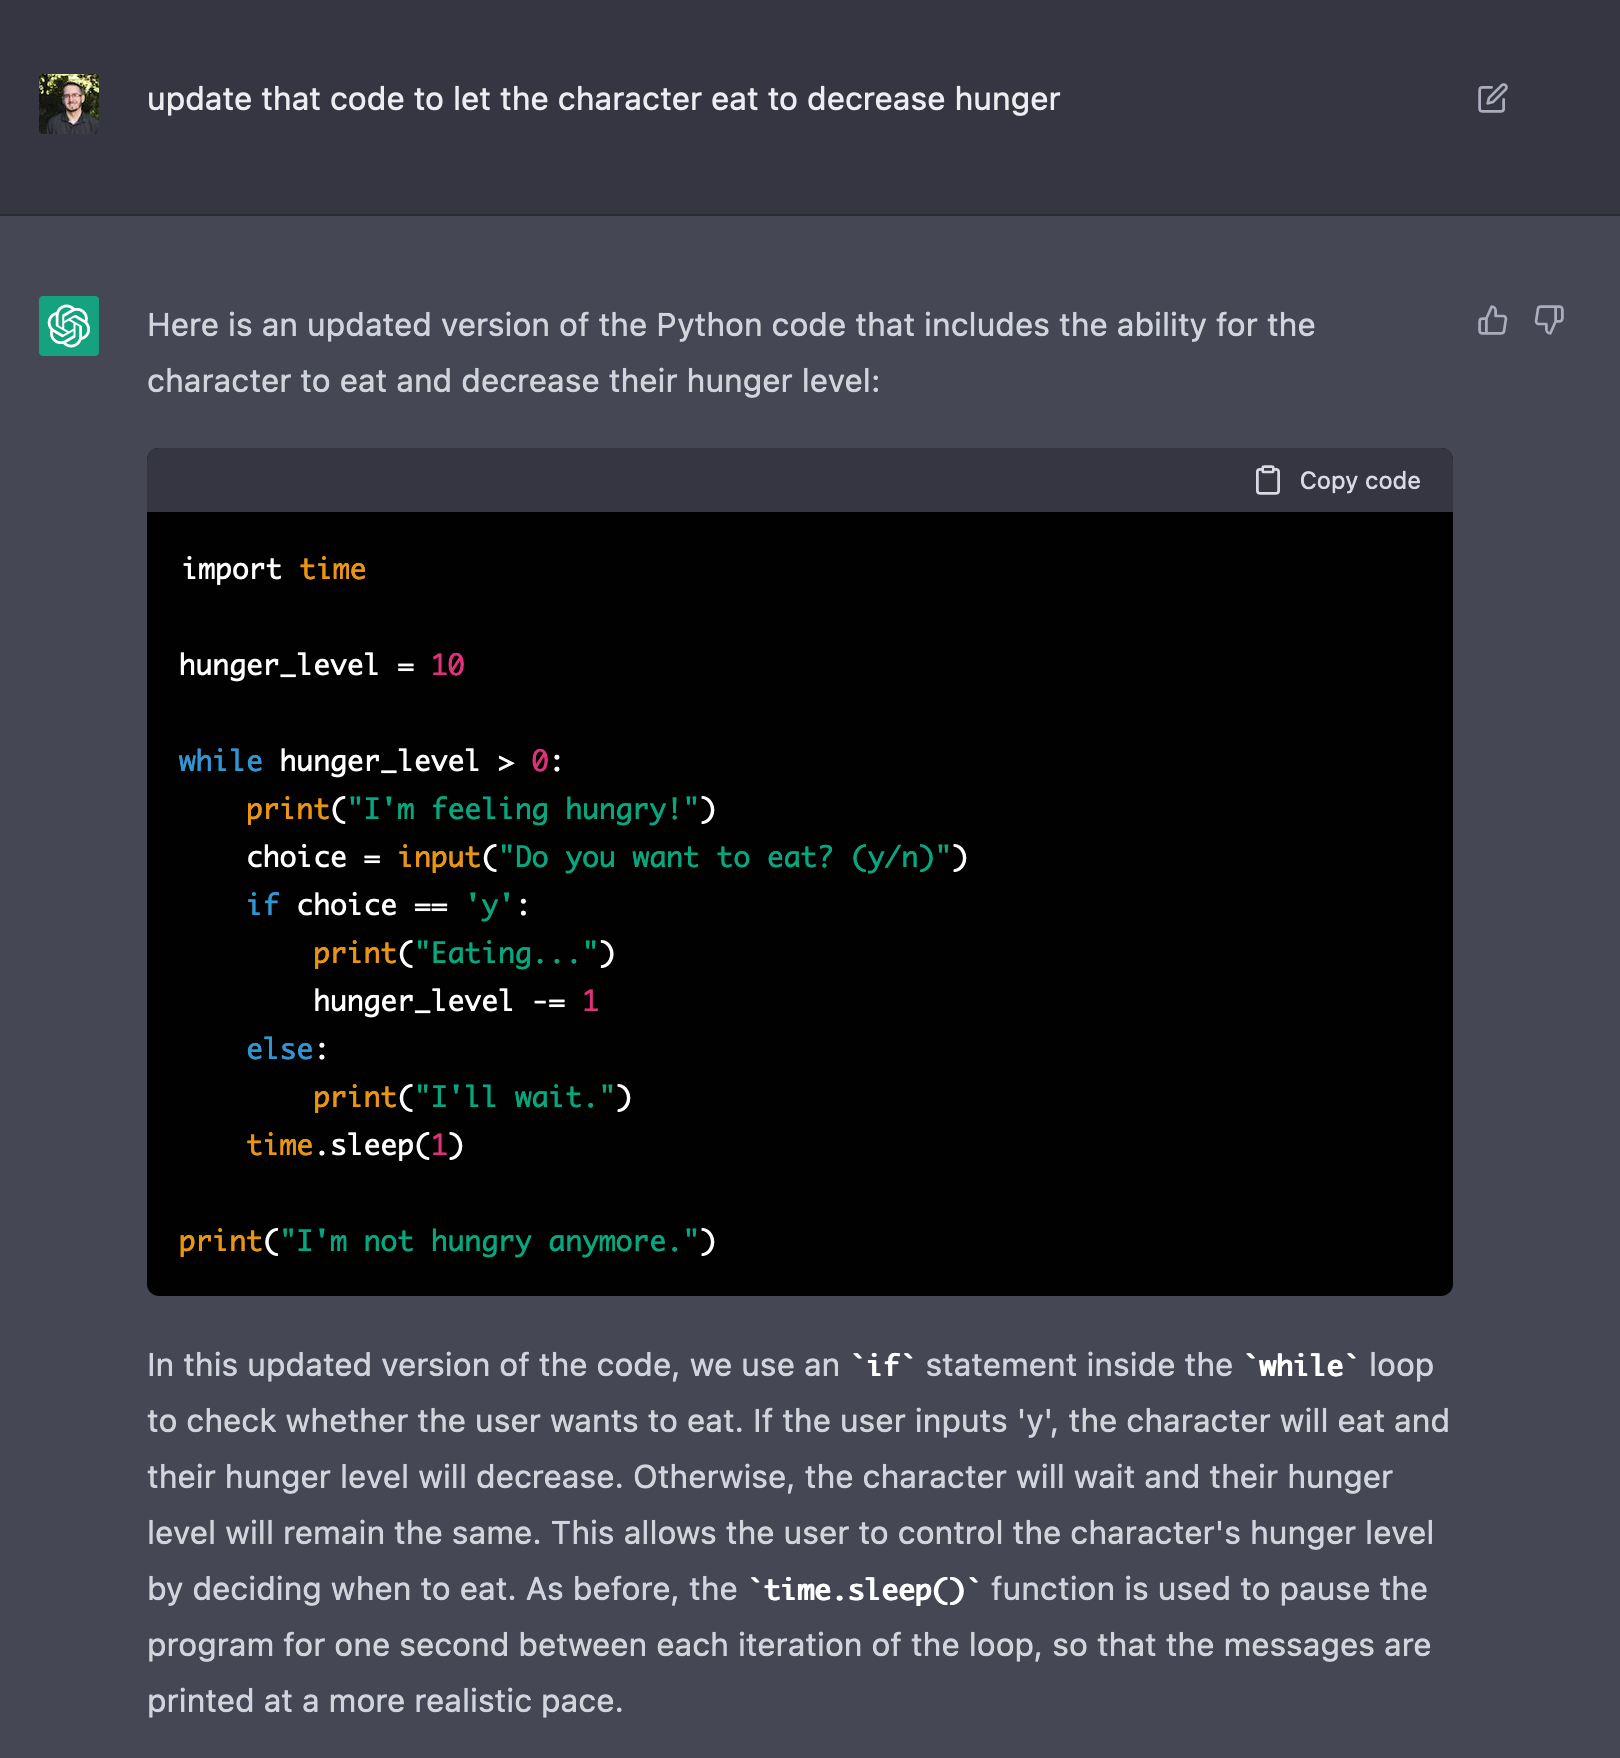 update that code to let the character eat to decrease hunger
Here is an updated version of the Python code that includes the ability for the
character to eat and decrease their hunger level:
Copy code
import time
hunger_level = 10
while hunger_level > 0:
    print("I'm feeling hungry!")
    choice = input("Do you want to eat? (y/n)")
    if choice == 'y':
        print("Eating...")
        hunger_level -= 1
    else:
        print("I'll wait.")
    time.sleep(1)
print("I'm not hungry anymore.")
In this updated version of the code, we use an `if` statement inside the `while` loop
to check whether the user wants to eat. If the user inputs 'y', the character will eat and
their hunger level will decrease. Otherwise, the character will wait and their hunger
level will remain the same. This allows the user to control the character's hunger level
by deciding when to eat. As before, the `time.sleep()` function is used to pause the
program for one second between each iteration of the loop, so that the messages are
printed at a more realistic pace.